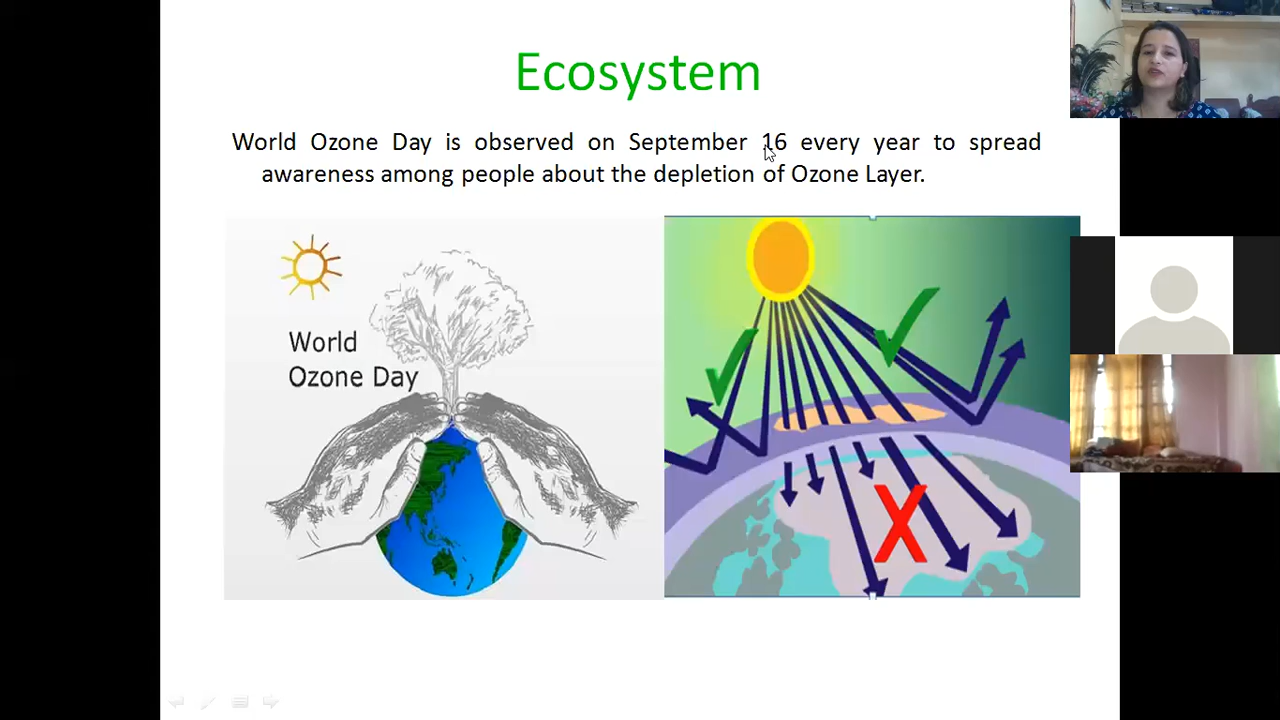 Ecosystem
World Ozone Day is observed on September 16 every year to spread
awareness among people about the depletion of Ozone Layer.
World
Ozone Day
X